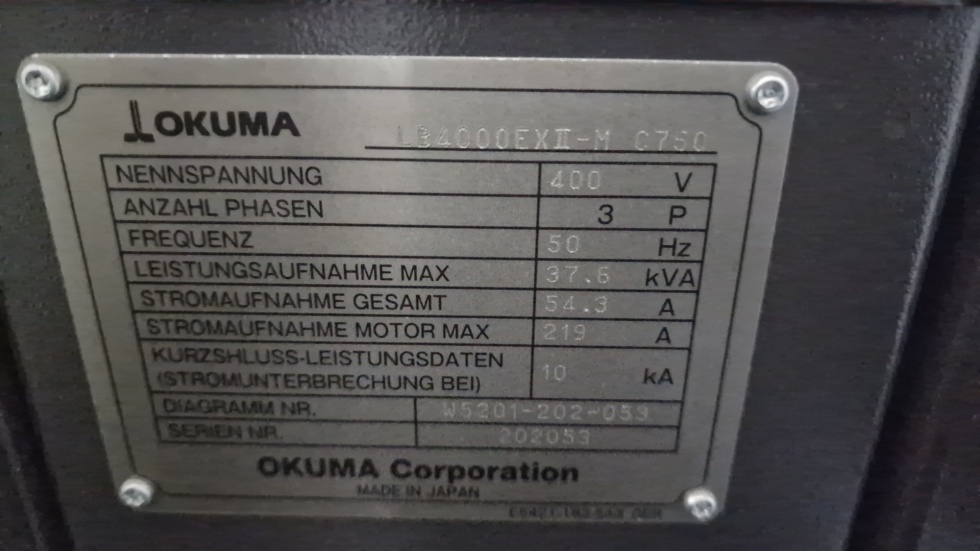 OKUMA
LB4000EXII-M C750
NENNSPANNUNG 400 V
ANZAHL PHASEN 3 P
FREQUENZ 50 Hz
LEISTUNGSAUFNAHME MAX 37.6 kVA
STROMAUFNAHME GESAMT 54.3 A
STROMAUFNAHME MOTOR MAX 219 A
KURZSHLUSS-LEISTUNGSDATEN
(STROMUNTERBRECHUNG BEI) 10 kA
DIAGRAMM NR. W5201-202-053
SERIEN NR. 202053
OKUMA Corporation
MADE IN JAPAN